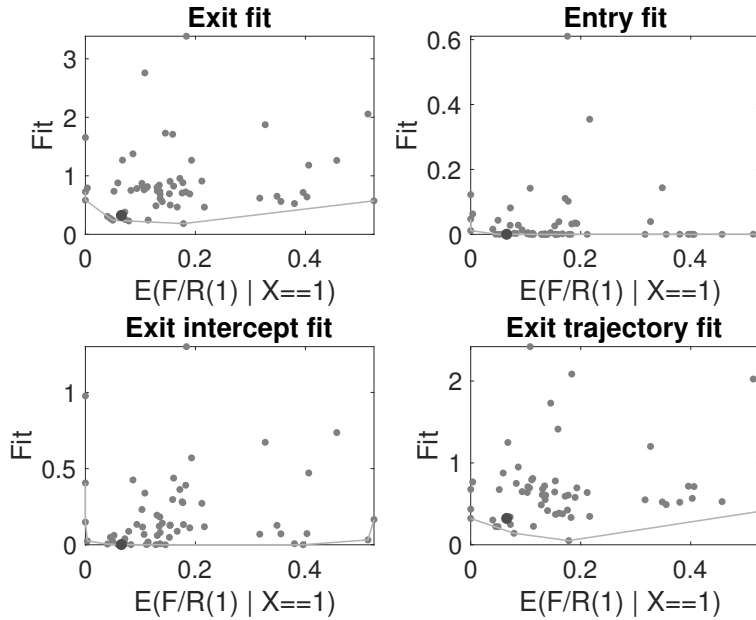 Exit fit
Fit
3
2
1
0
0 0.2 0.4
E(F/R(1) | X==1)
Entry fit
Fit
0.6
0.4
0.2
0
0 0.2 0.4
E(F/R(1) | X==1)
Exit intercept fit
Fit
1
0.5
0
0 0.2 0.4
E(F/R(1) | X==1)
Exit trajectory fit
Fit
2
1
0
0 0.2 0.4
E(F/R(1) | X==1)